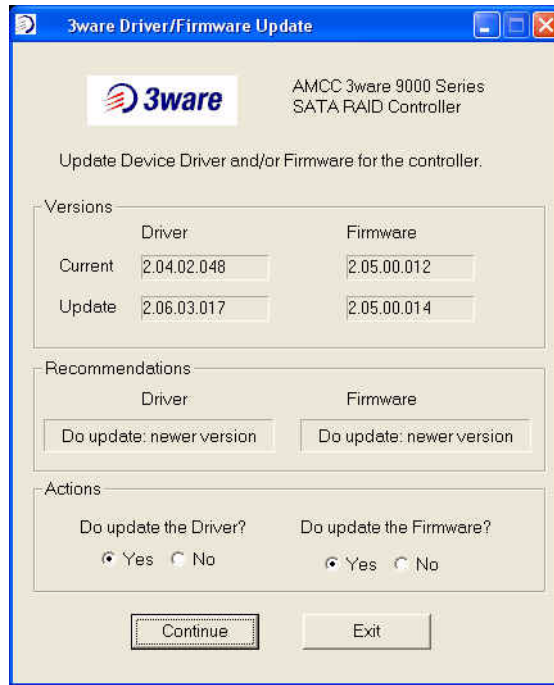 3ware Driver/Firmware Update
3ware
AMCC 3ware 9000 Series
SATA RAID Controller
Update Device Driver and/or Firmware for the controller.
Versions
Driver Firmware
Current 2.04.02.048 2.05.00.012
Update 2.06.03.017 2.05.00.014
Recommendations
Driver Firmware
Do update: newer version Do update: newer version
Actions
Do update the Driver? Do update the Firmware?
Yes No Yes No
Continue Exit